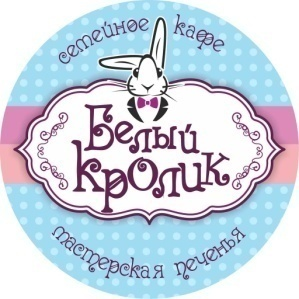 семейное кафе
Белый
кролик
мастерская печенья